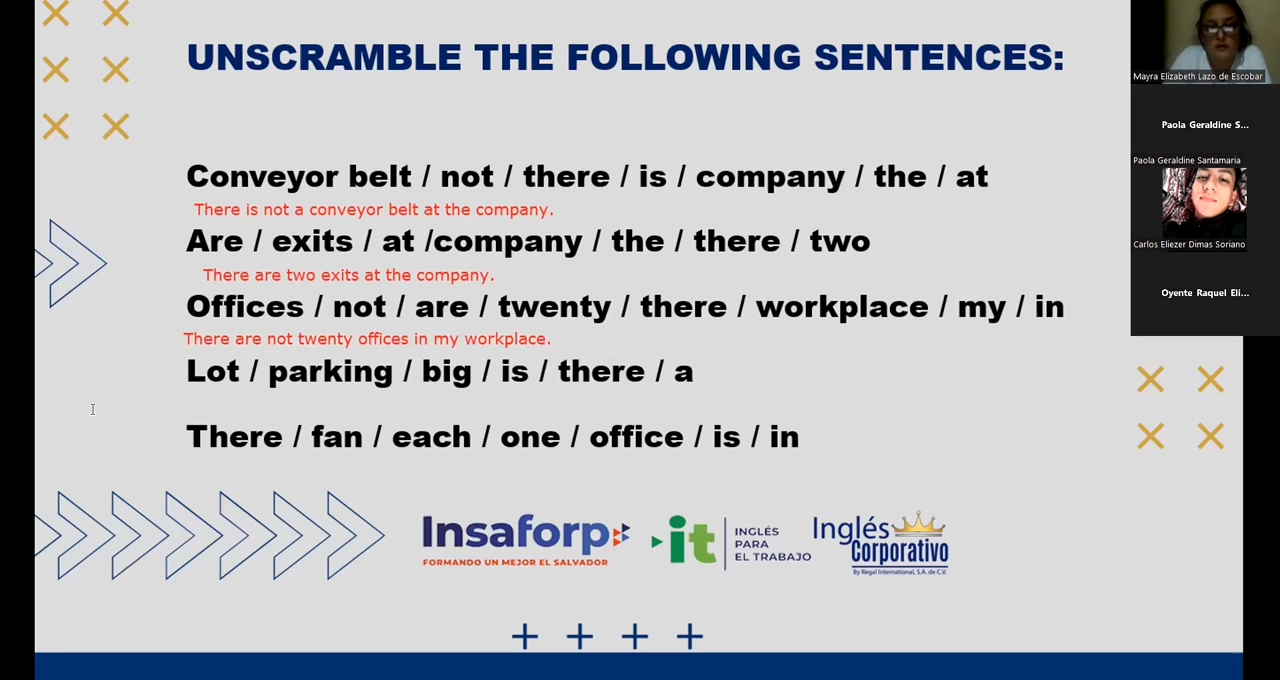 UNSCRAMBLE THE FOLLOWING SENTENCES:
Conveyor belt / not / there / is / company / the / at
There is not a conveyor belt at the company.
Are / exits / at /company / the / there / two
There are two exits at the company.
Offices / not / are / twenty / there / workplace / my / in
There are not twenty offices in my workplace.
Lot / parking / big / is / there / a
There / fan / each / one / office / is / in
Insaforp
FORMANDO UN MEJOR EL SALVADOR
it
INGLÉS
PARA
EL TRABAJO
Inglés
Corporativo
By Regal International, S.A. de C.V.
Mayra Elizabeth Lazo de Escobar
Paola Geraldine S...
Paola Geraldine Santamaria
Carlos Eliezer Dimas Soriano
Oyente Raquel Eli...